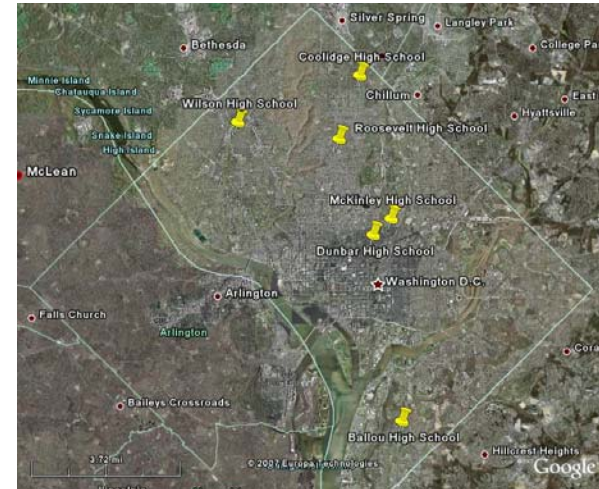 Silver Spring
Langley Park
Bethesda
College Pa
Coolidge High School
Minnie Island
Chatauqua Island
Chillum
East
Wilson High School
Sycamore Island
Hyattsville
Roosevelt High School
Snake Island
High Island
McLean
McKinley High School
Dunbar High School
Washington D.C.
Arlington
Falls Church
Arlington
Cora
Baileys Crossroads
Ballou High School
Hillcrest Heights
3.72 mi
© 2007 Europa Technologies
Google